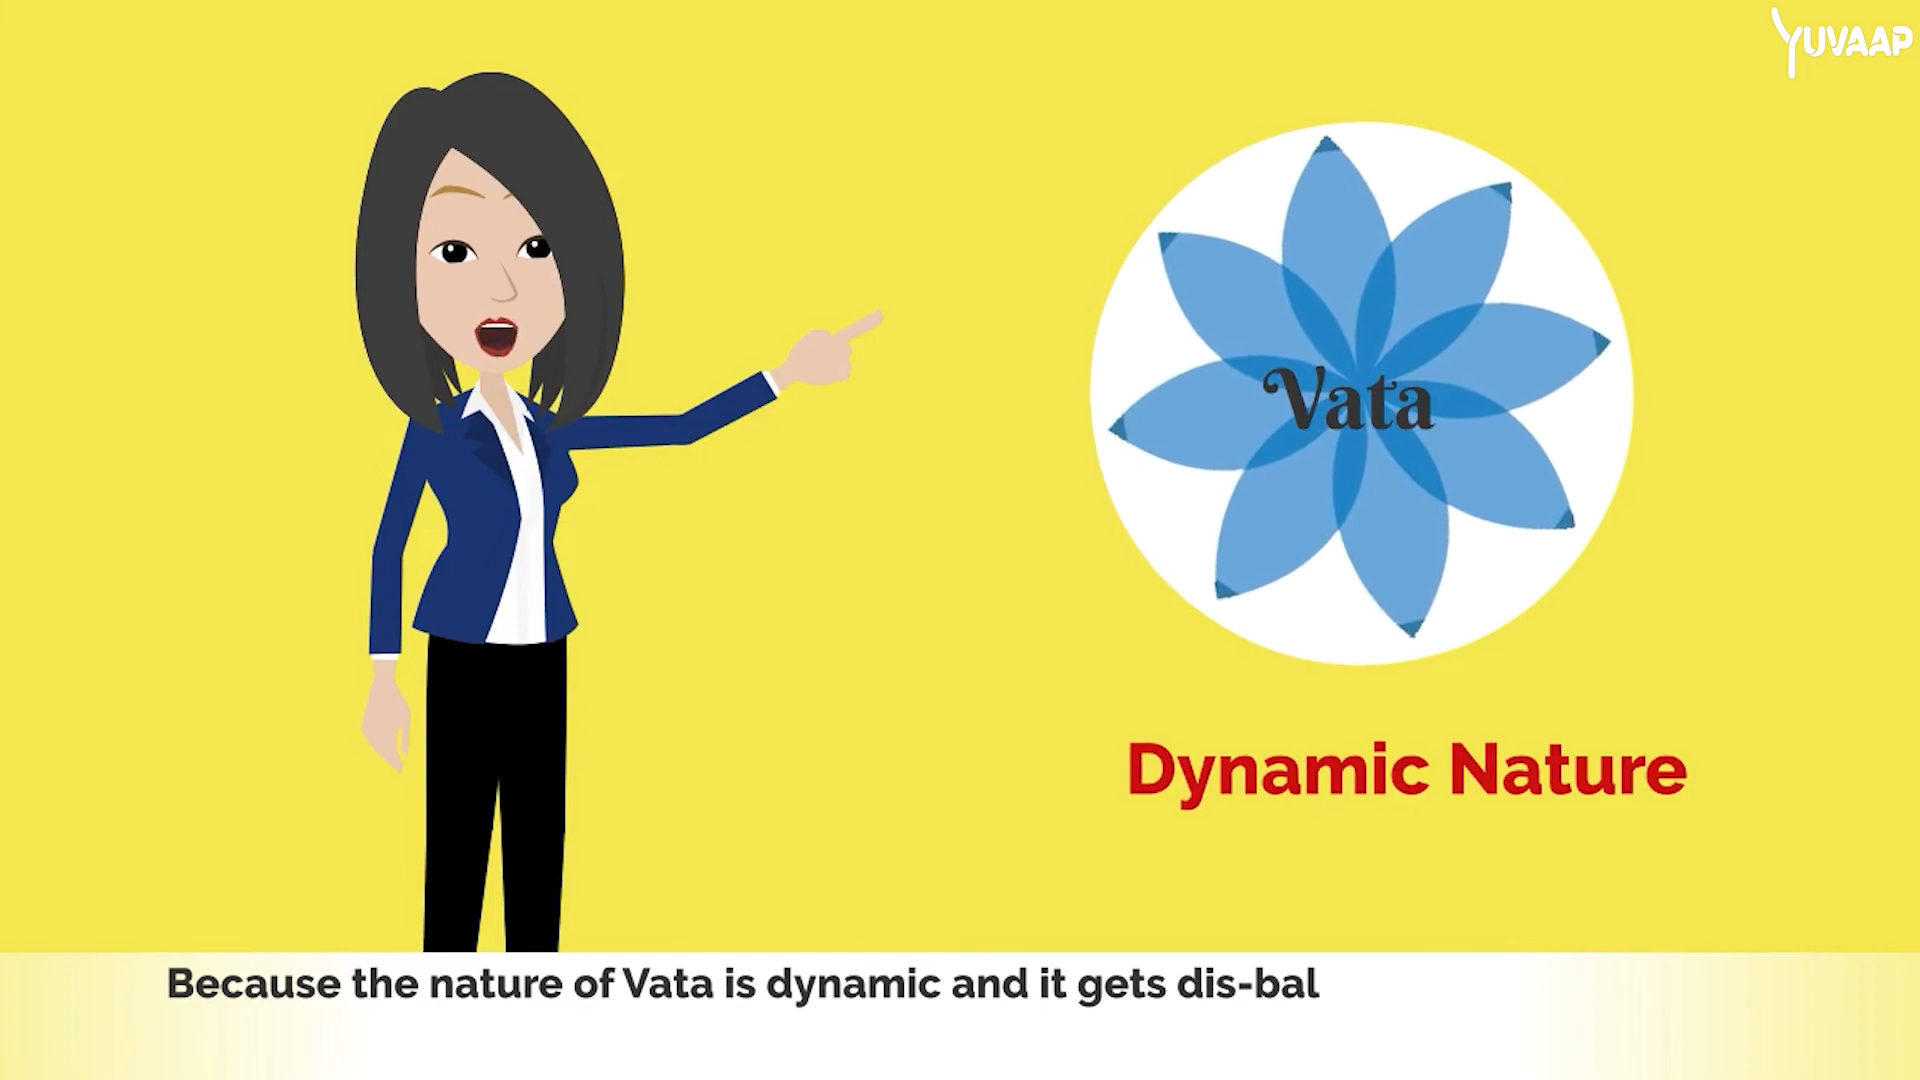 YUVAAP
Vata
Dynamic Nature
Because the nature of Vata is dynamic and it gets dis-bal